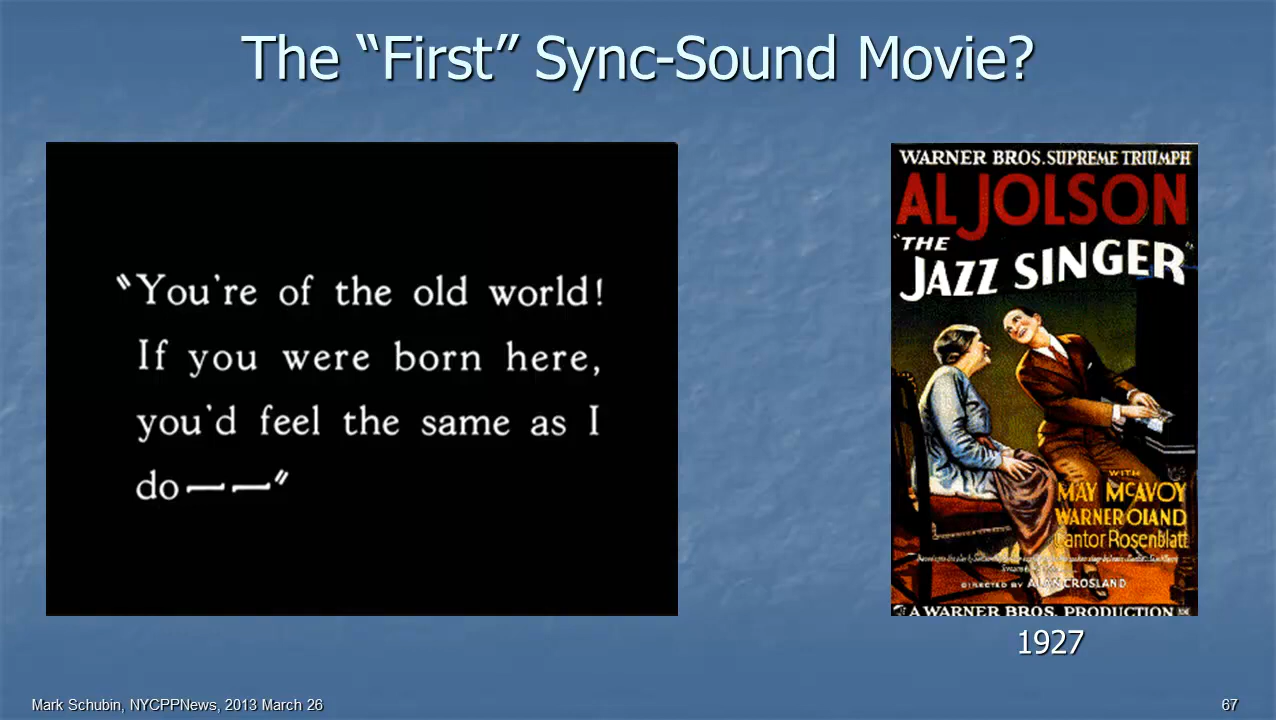 The “First” Sync-Sound Movie?
“You're of the old world!
If you were born here,
you'd feel the same as I
do——”
WARNER BROS. SUPREME TRIUMPH
AL JOLSON
"THE
JAZZ SINGER"
WITH
MAY McAVOY
WARNER OLAND
Cantor Rosenblatt
DIRECTED BY ALAN CROSLAND
A WARNER BROS. PRODUCTION
1927
Mark Schubin, NYCPPNews, 2013 March 26
67